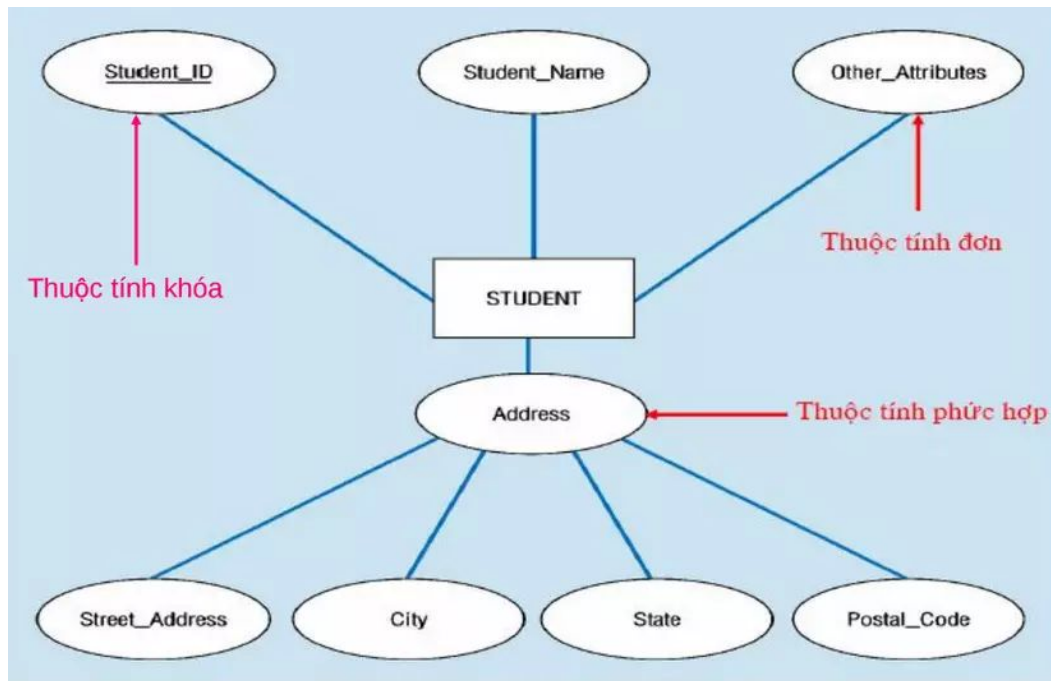 Student_ID
Student_Name
Other_Attributes
Thuộc tính đơn
Thuộc tính khóa
STUDENT
Address
Thuộc tính phức hợp
Street_Address
City
State
Postal_Code